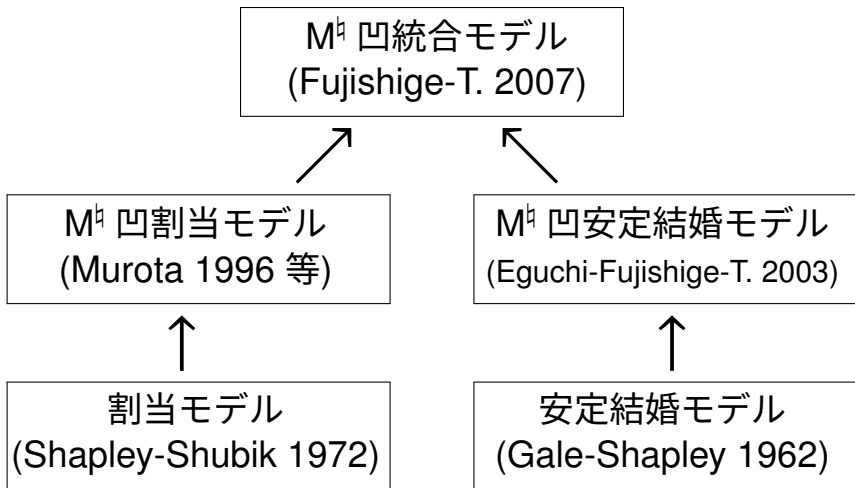 M♮ 凹統合モデル
(Fujishige-T. 2007)
M♮ 凹割当モデル
(Murota 1996 等)
M♮ 凹安定結婚モデル
(Eguchi-Fujishige-T. 2003)
割当モデル
(Shapley-Shubik 1972)
安定結婚モデル
(Gale-Shapley 1962)